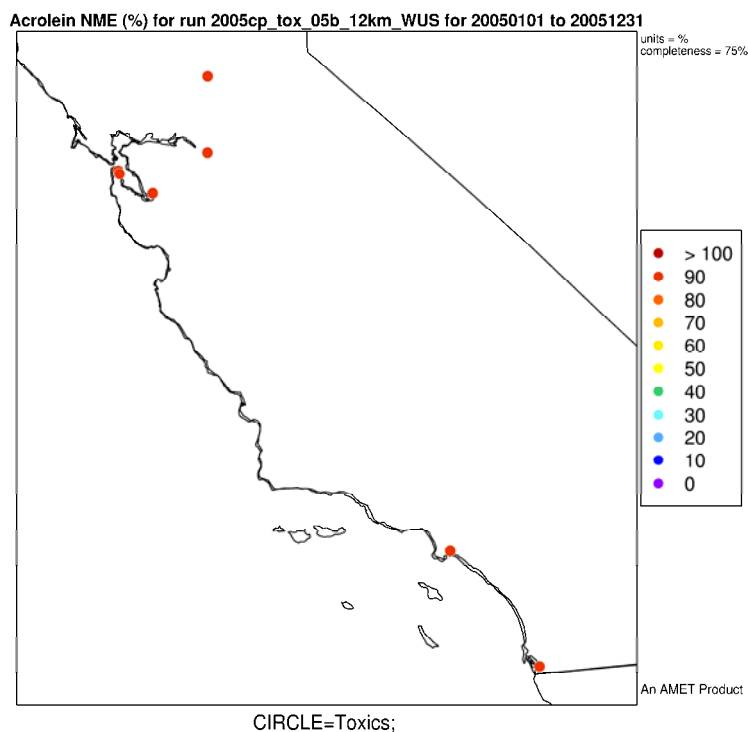 Acrolein NME (%) for run 2005cp_tox_05b_12km_WUS for 20050101 to 20051231
units = %
completeness = 75%
> 100
90
80
70
60
50
40
30
20
10
0
An AMET Product
CIRCLE=Toxics;